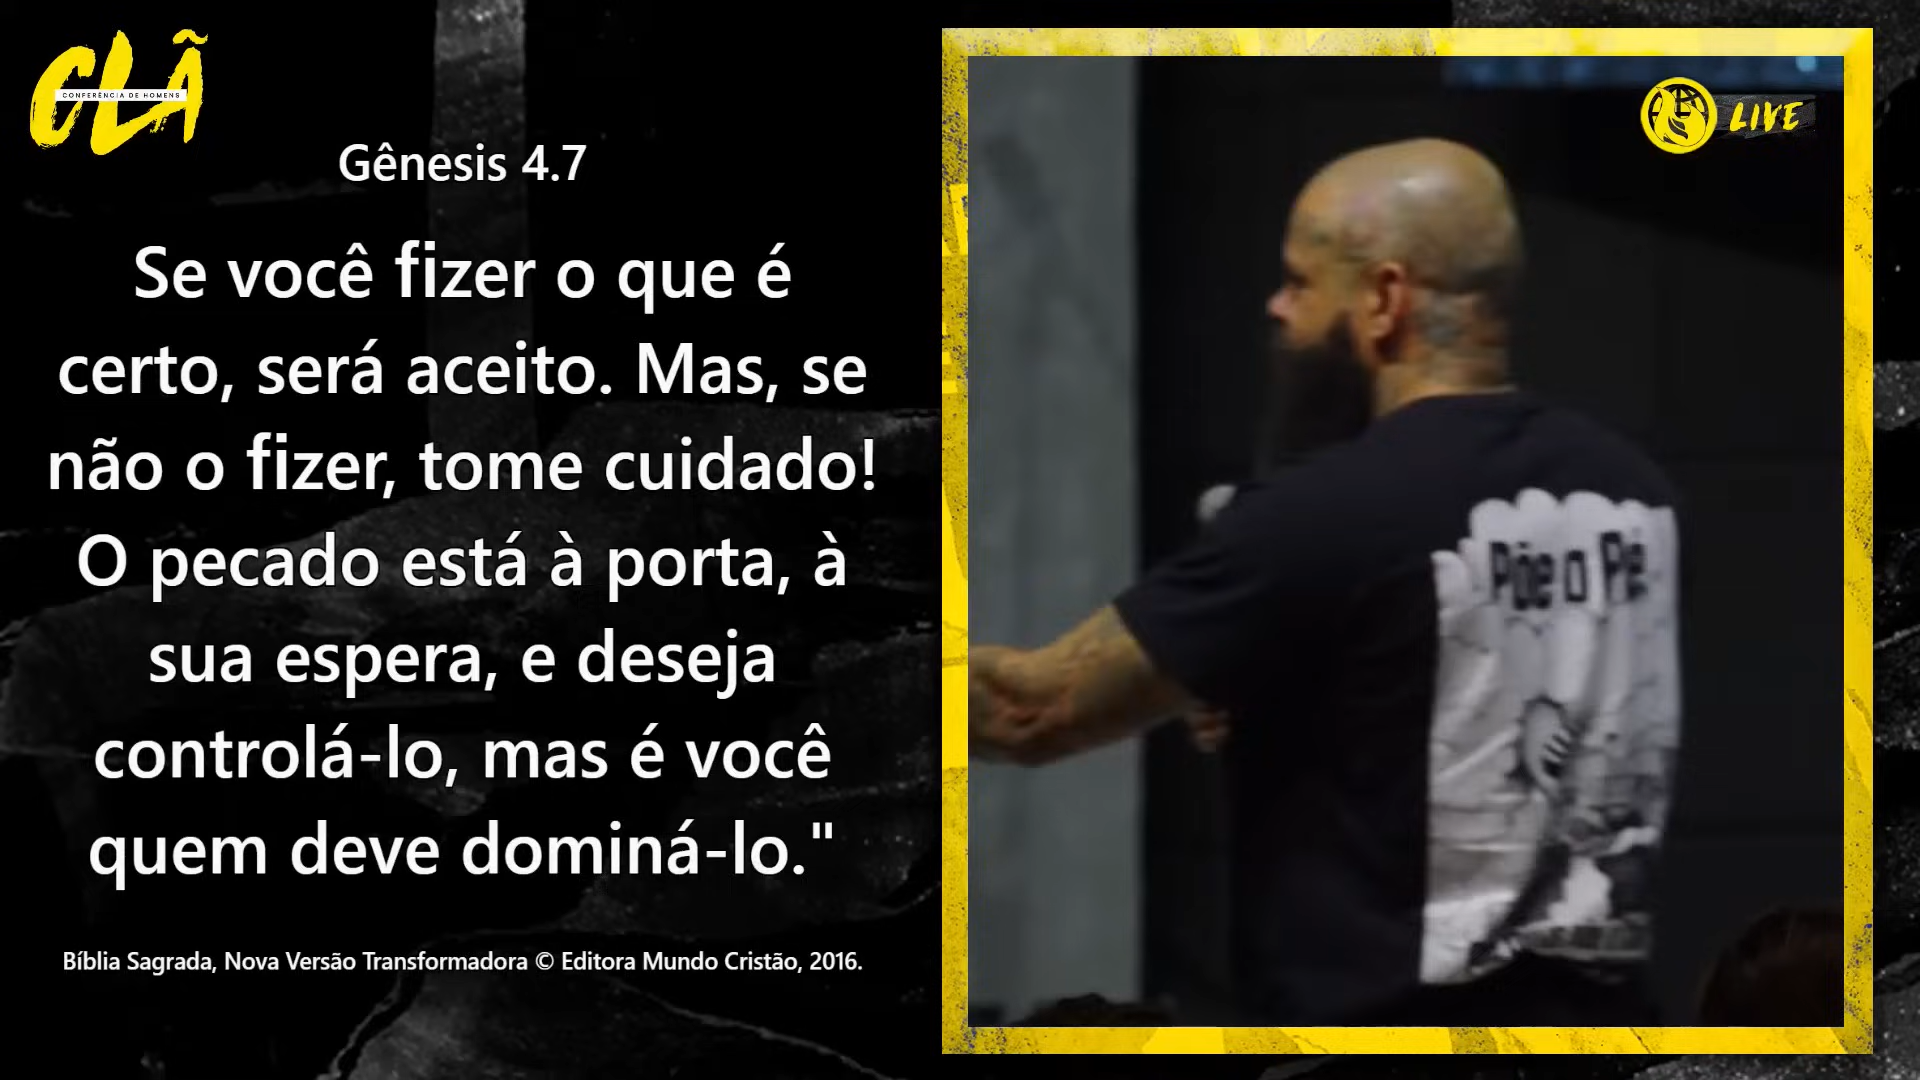 CLÃ
CONFERÊNCIA DE HOMENS
Gênesis 4.7
Se você fizer o que é
certo, será aceito. Mas, se
não o fizer, tome cuidado!
O pecado está à porta, à
sua espera, e deseja
controlá-lo, mas é você
quem deve dominá-lo."
Bíblia Sagrada, Nova Versão Transformadora © Editora Mundo Cristão, 2016.
LIVE
Põe o Pé